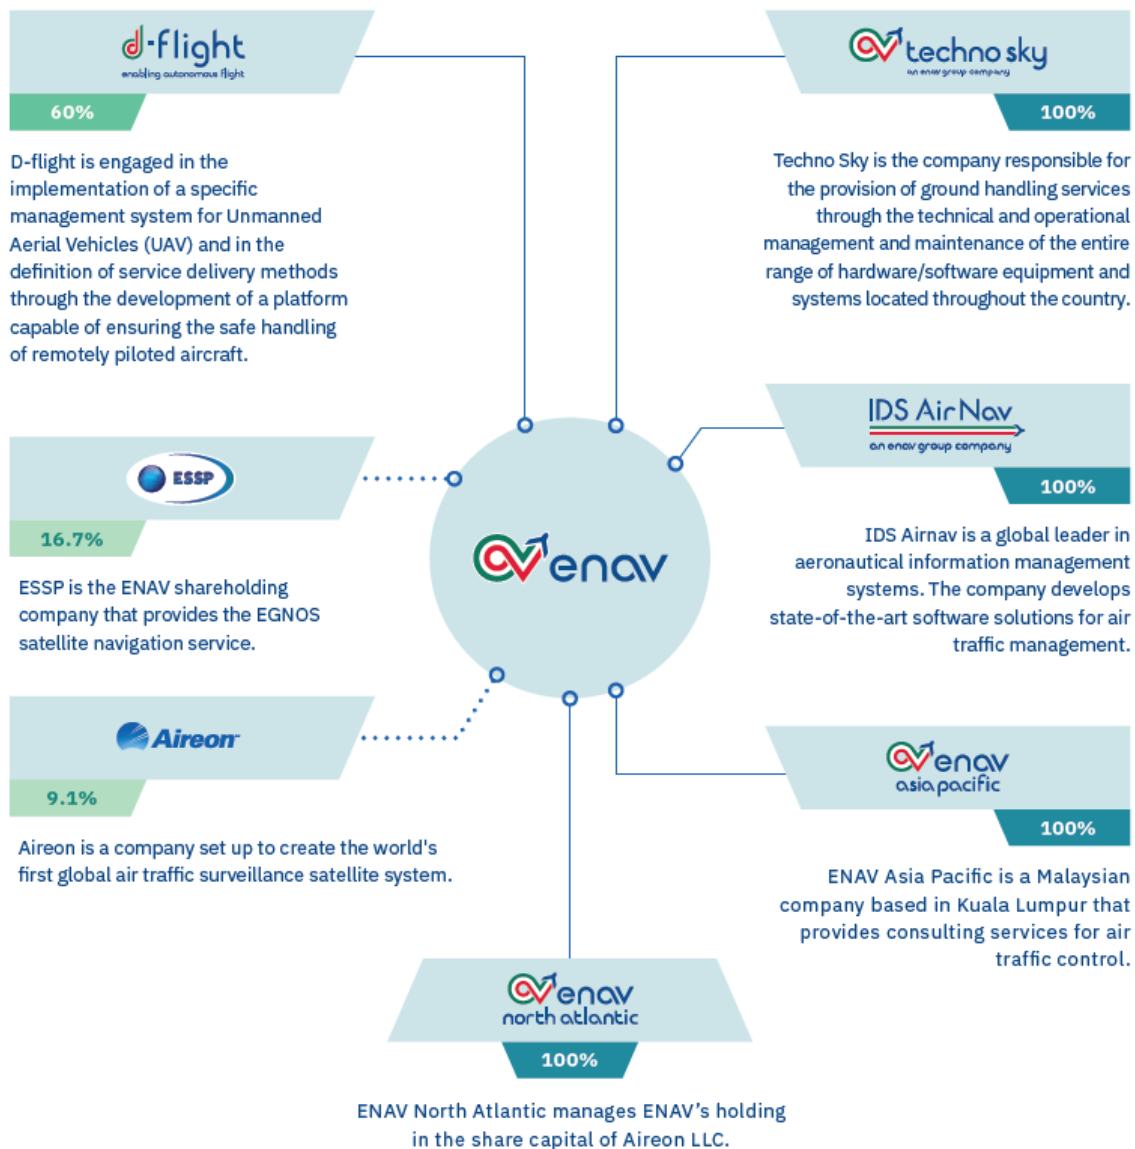 d-flight
enabling autonomous flight
60%
D-flight is engaged in the
implementation of a specific
management system for Unmanned
Aerial Vehicles (UAV) and in the
definition of service delivery methods
through the development of a platform
capable of ensuring the safe handling
of remotely piloted aircraft.
techno sky
an enav group company
100%
Techno Sky is the company responsible for
the provision of ground handling services
through the technical and operational
management and maintenance of the entire
range of hardware/software equipment and
systems located throughout the country.
ESSP
16.7%
ESSP is the ENAV shareholding
company that provides the EGNOS
satellite navigation service.
enav
IDS AirNav
an enav group company
100%
IDS Airnav is a global leader in
aeronautical information management
systems. The company develops
state-of-the-art software solutions for air
traffic management.
Aireon
9.1%
Aireon is a company set up to create the world's
first global air traffic surveillance satellite system.
enav
asia pacific
100%
ENAV Asia Pacific is a Malaysian
company based in Kuala Lumpur that
provides consulting services for air
traffic control.
enav
north atlantic
100%
ENAV North Atlantic manages ENAV’s holding
in the share capital of Aireon LLC.